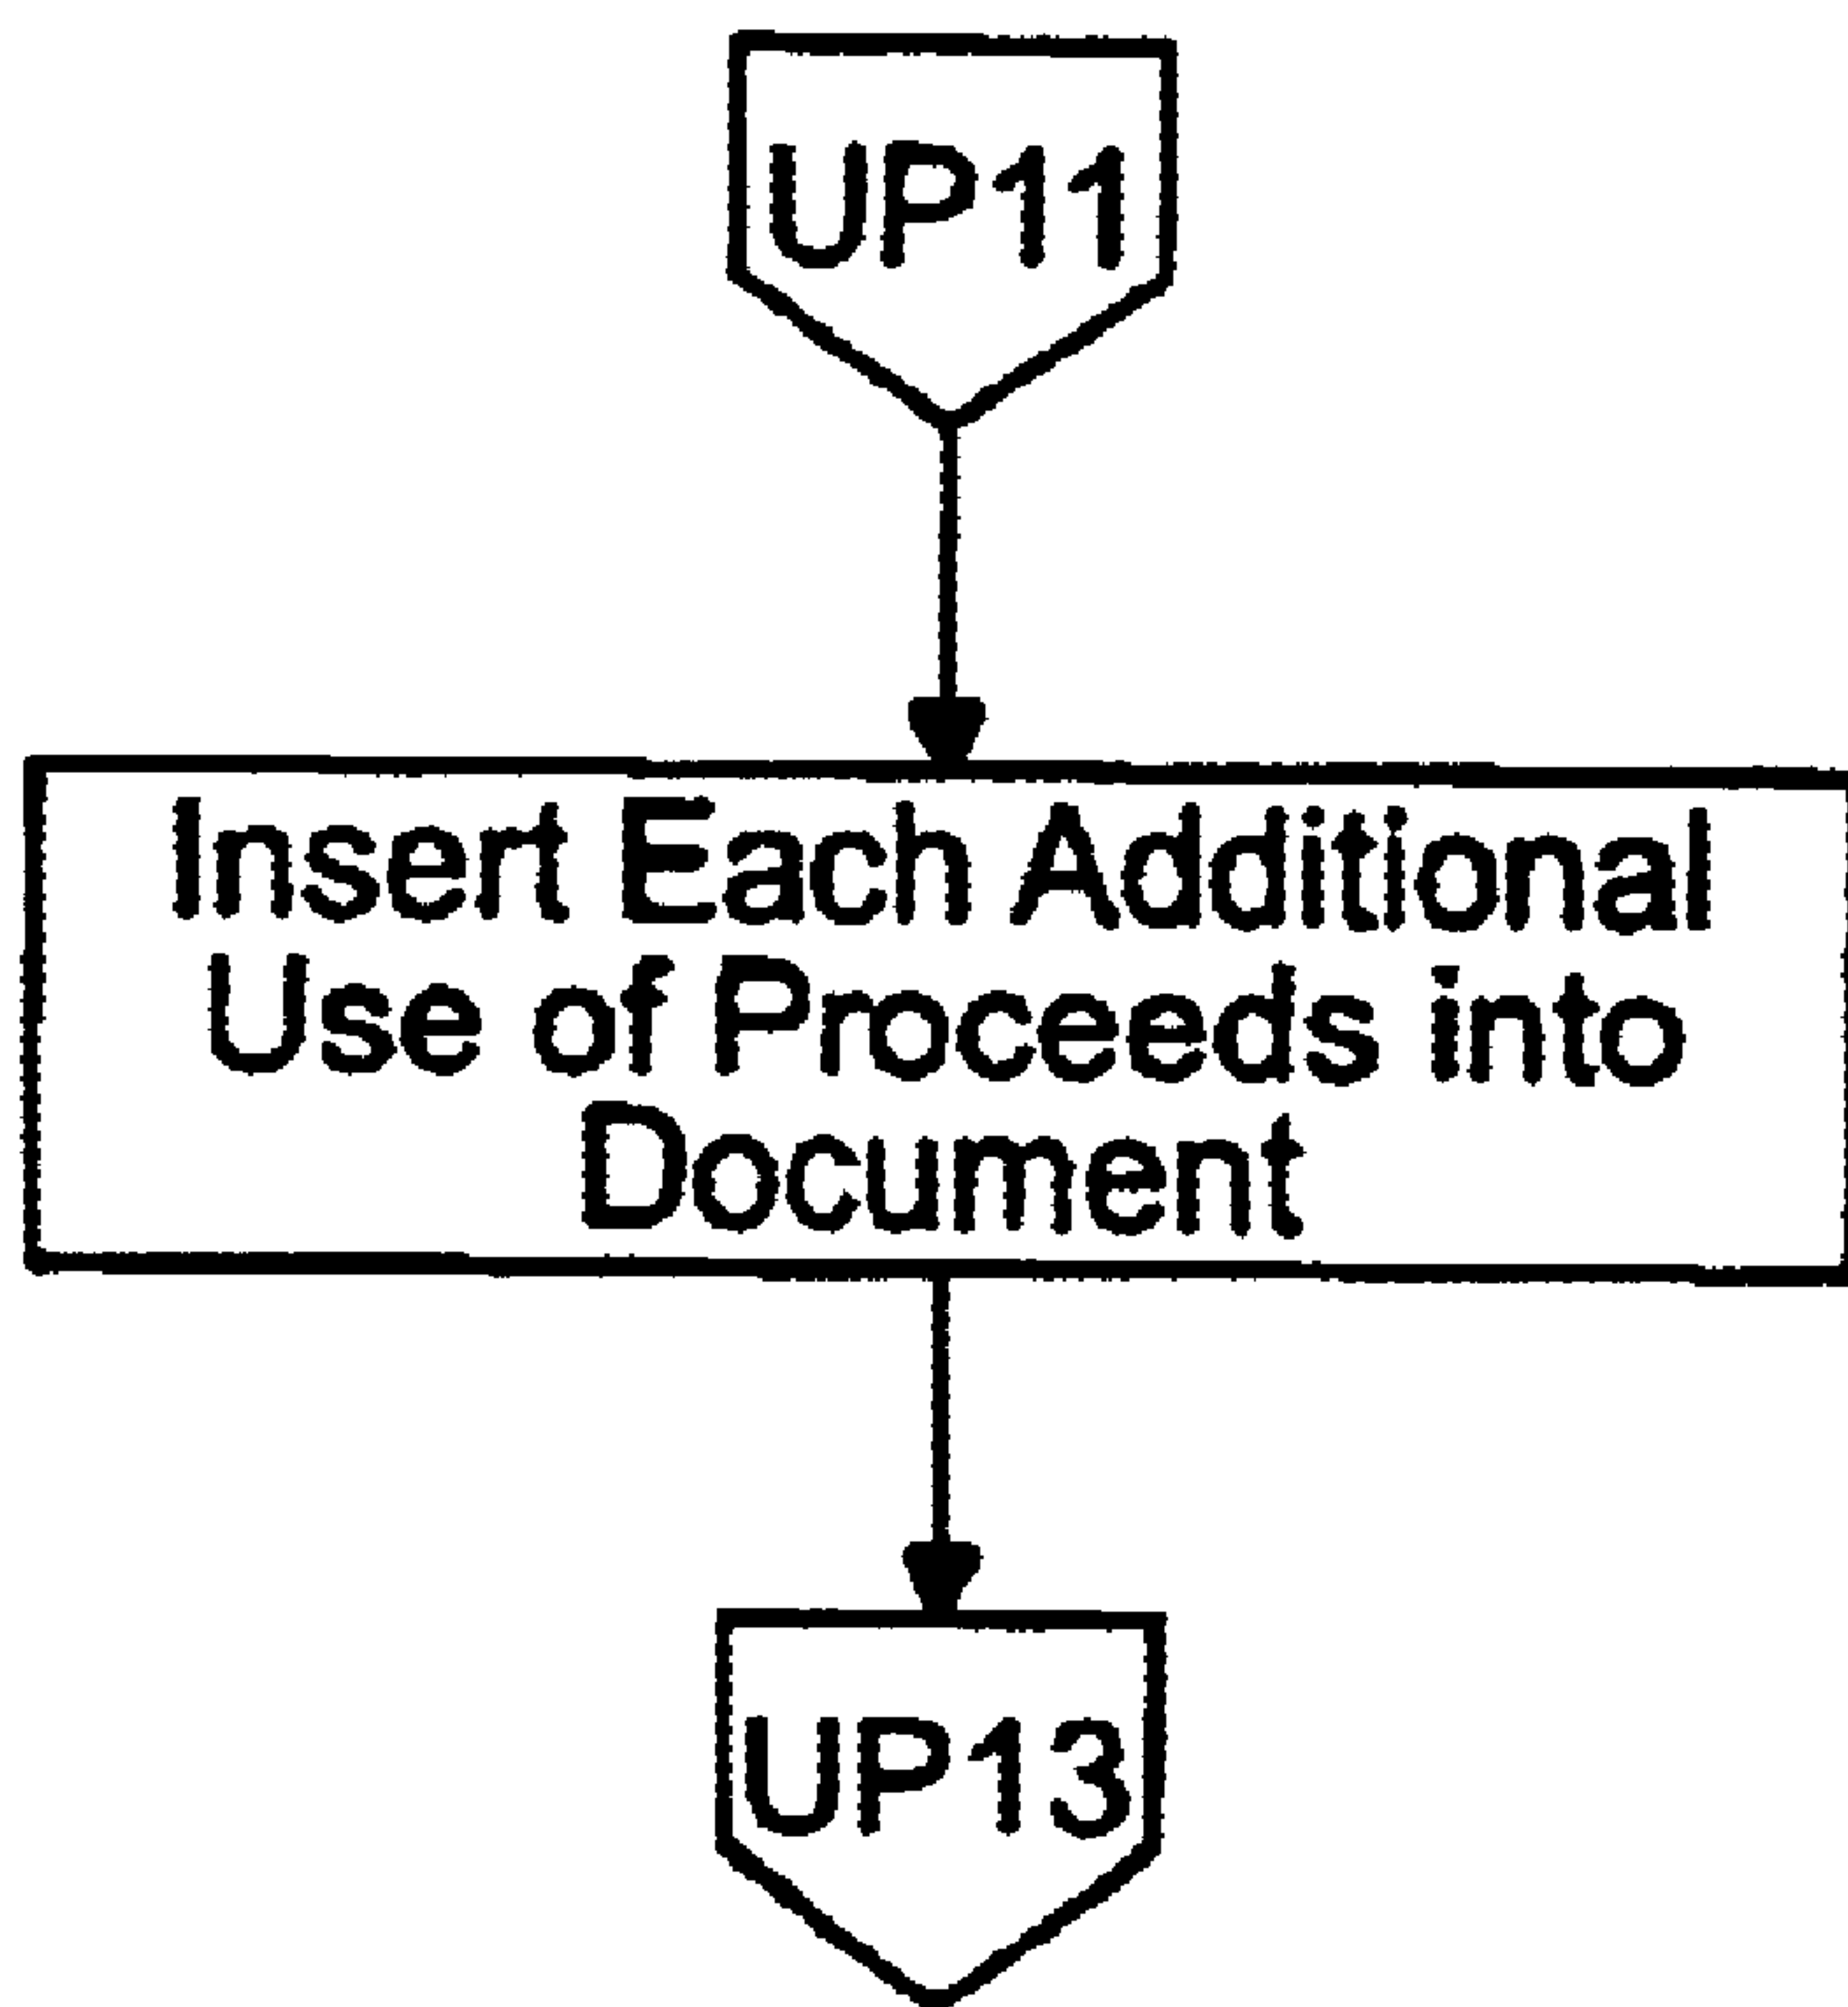 UP11
Insert Each Additional
Use of Proceeds into
Document
UP13